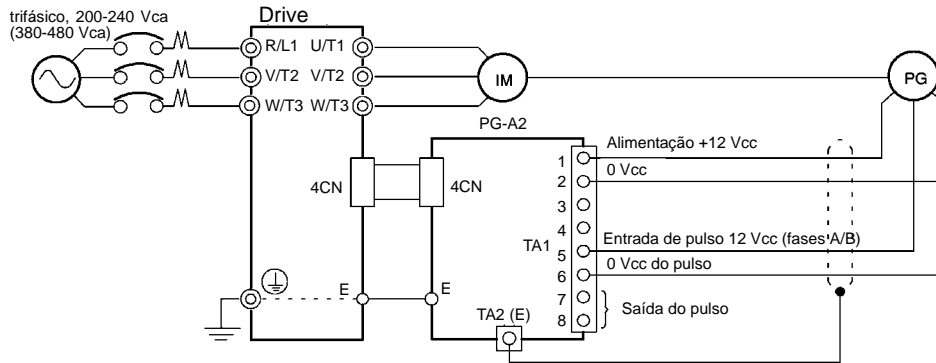 trifásico, 200-240 Vca
(380-480 Vca)
Drive
R/L1 U/T1
V/T2 V/T2
W/T3 W/T3
IM
PG
PG-A2
4CN
4CN
1
2
3
4
5
6
7
8
TA1
Alimentação +12 Vcc
0 Vcc
Entrada de pulso 12 Vcc (fases A/B)
0 Vcc do pulso
Saída do pulso
E
E
TA2 (E)